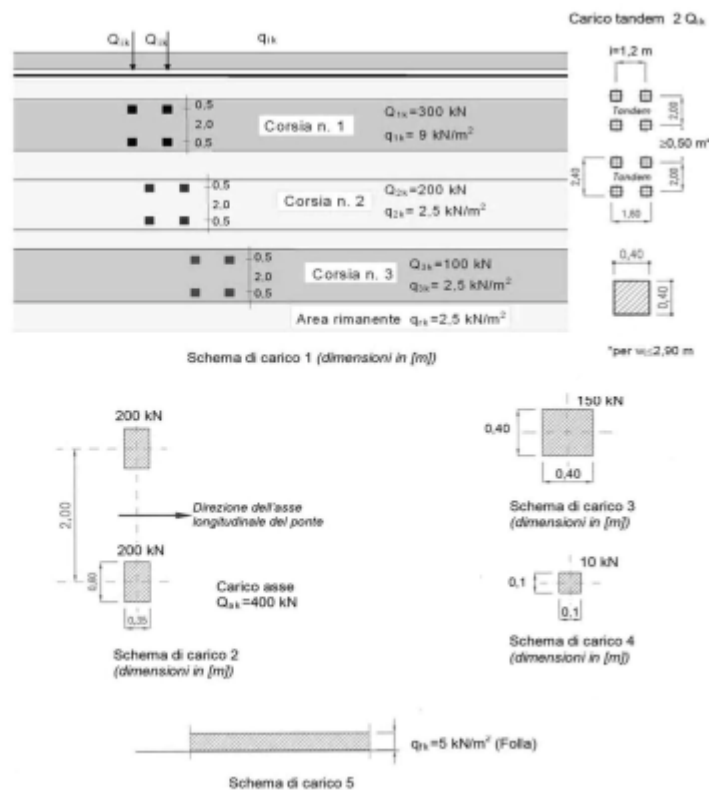 Carico tandem 2 Qik
Qik Qik qik
i=1,2 m
0,5
Corsia n. 1
Q1k=300 kN
2,0
q1k= 9 kN/m²
0,5
Tandem
2,00
≥0,50 m*
Tandem
2,00
2,40
1,60
0,5
Corsia n. 2
Q2k=200 kN
2,0
q2k= 2,5 kN/m²
0,5
0,5
Corsia n. 3
Q3k=100 kN
2,0
q3k= 2,5 kN/m²
0,5
0,40
0,40
Area rimanente qrk=2,5 kN/m²
*per wl≤2,90 m
Schema di carico 1 (dimensioni in [m])
200 kN
2,00
Direzione dell'asse
longitudinale del ponte
200 kN
0,60
0,35
Carico asse
Qak=400 kN
Schema di carico 2
(dimensioni in [m])
150 kN
0,40
0,40
Schema di carico 3
(dimensioni in [m])
10 kN
0,1
0,1
Schema di carico 4
(dimensioni in [m])
qfk=5 kN/m² (Folla)
Schema di carico 5